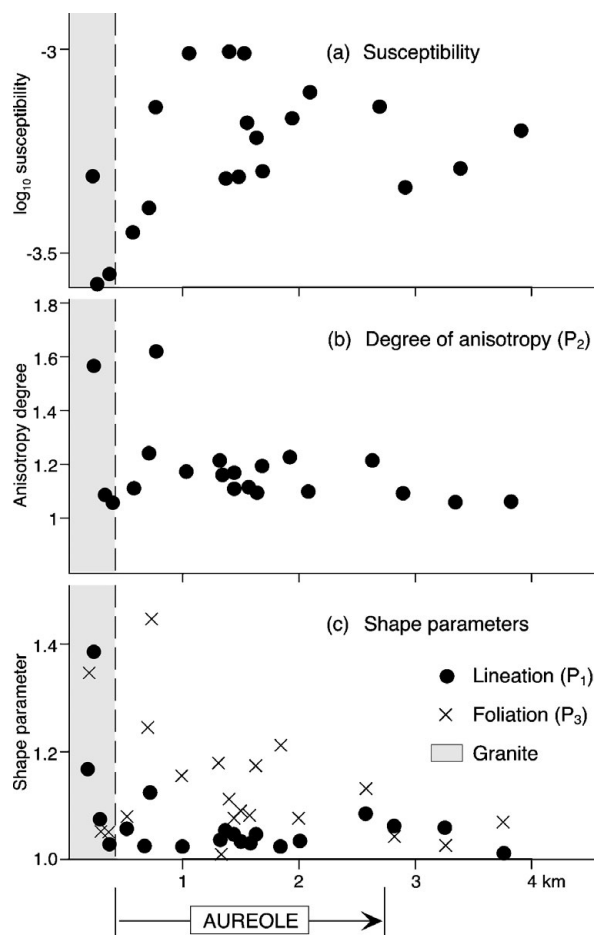 (a) Susceptibility
-3
-3.5
log₁₀ susceptibility
(b) Degree of anisotropy (P₂)
1.8
1.6
1.4
1.2
1
Anisotropy degree
(c) Shape parameters
1.4
1.2
1.0
Shape parameter
Lineation (P₁)
Foliation (P₃)
Granite
1 2 3 4 km
AUREOLE